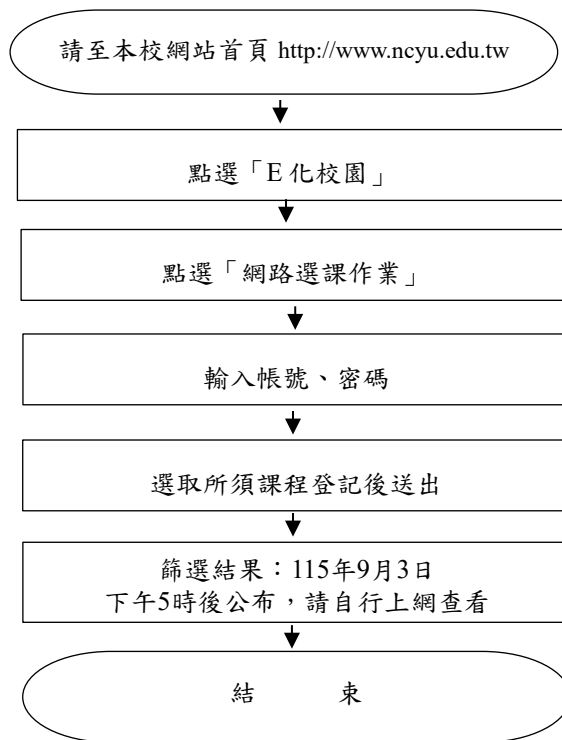 請至本校網站首頁 http://www.ncyu.edu.tw
點選「E 化校園」
點選「網路選課作業」
輸入帳號、密碼
選取所須課程登記後送出
篩選結果：115年9月3日
下午5時後公布，請自行上網查看
結 束